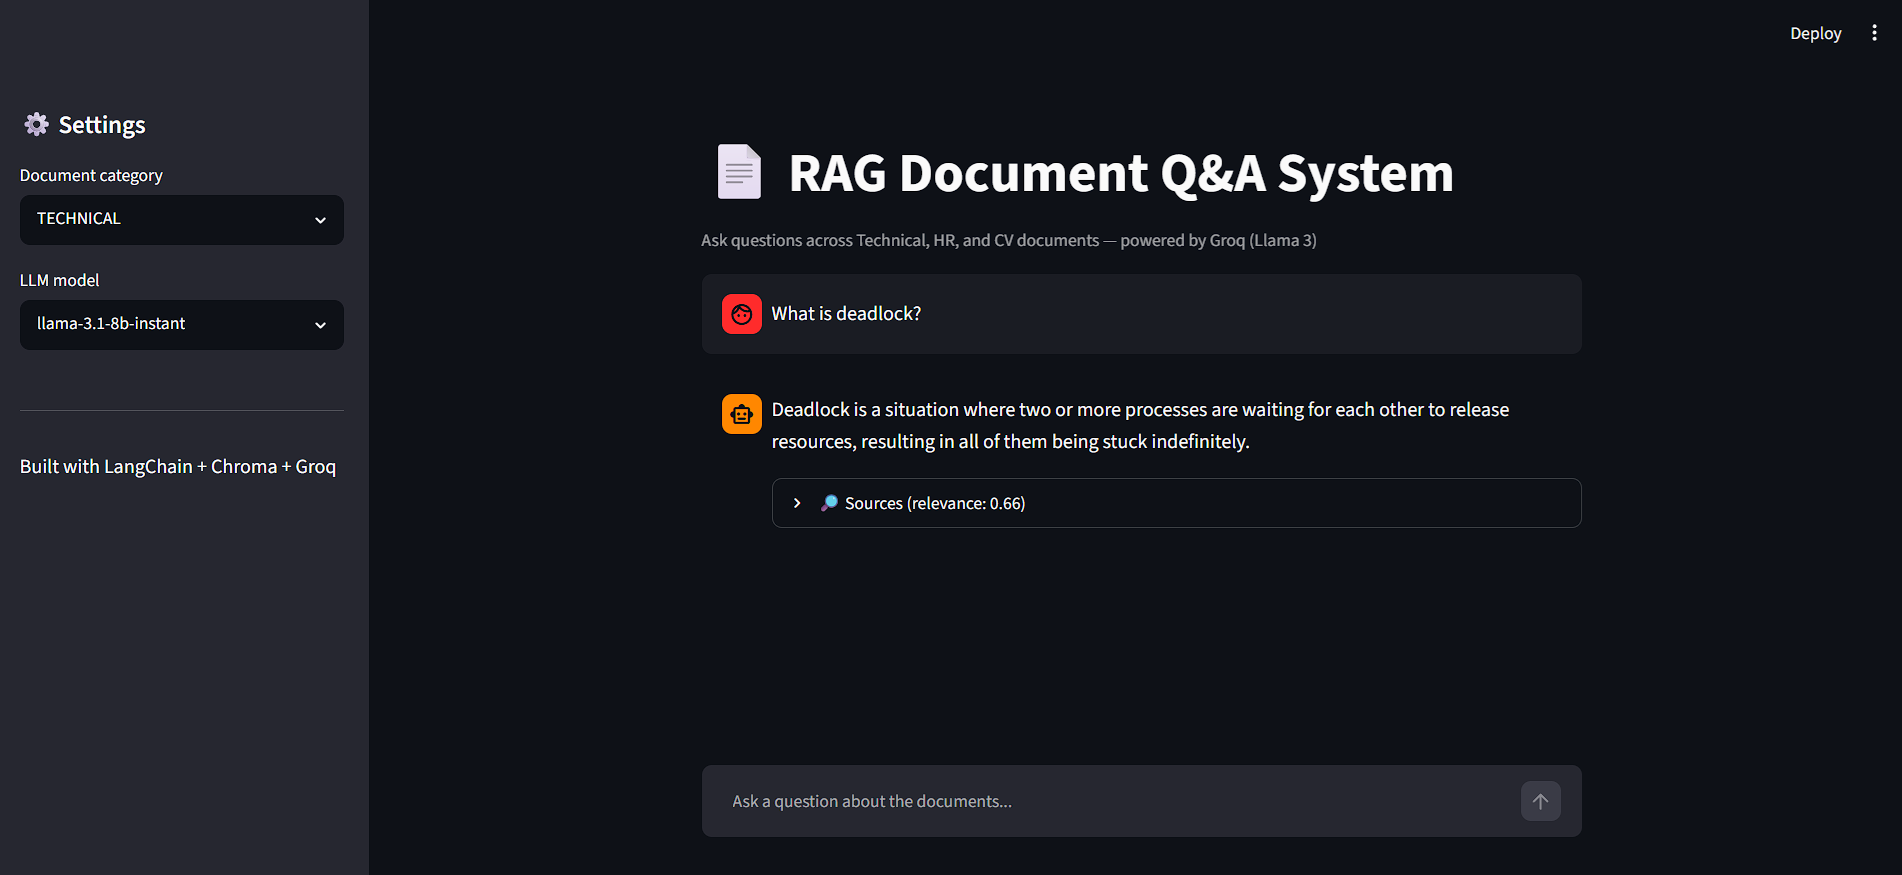 Deploy
Settings
Document category
TECHNICAL
LLM model
llama-3.1-8b-instant
Built with LangChain + Chroma + Groq
RAG Document Q&A System
Ask questions across Technical, HR, and CV documents — powered by Groq (Llama 3)
What is deadlock?
Deadlock is a situation where two or more processes are waiting for each other to release
resources, resulting in all of them being stuck indefinitely.
Sources (relevance: 0.66)
Ask a question about the documents...